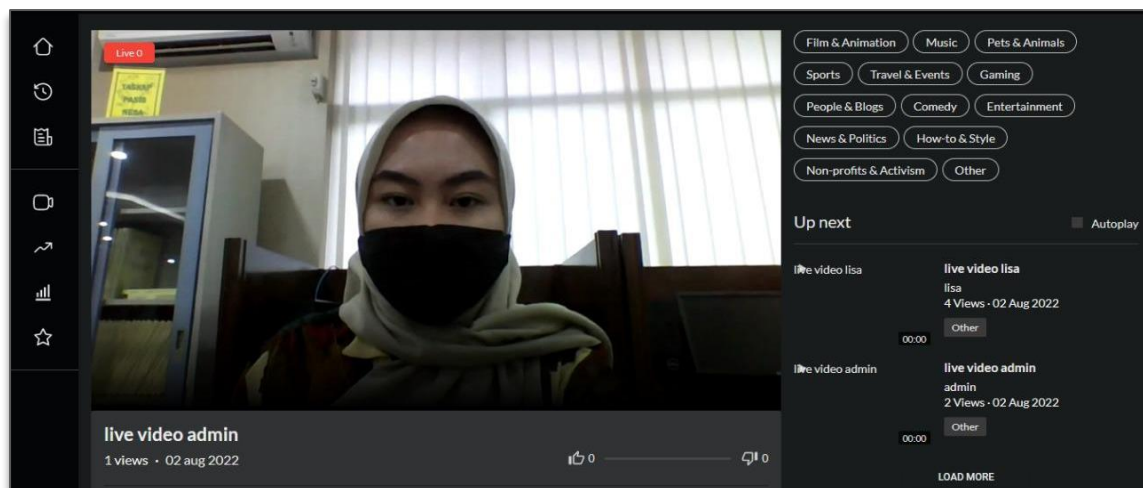 Live 0
live video admin
1 views · 02 aug 2022
0
0
Film & Animation
Music
Pets & Animals
Sports
Travel & Events
Gaming
People & Blogs
Comedy
Entertainment
News & Politics
How-to & Style
Non-profits & Activism
Other
Up next
Autoplay
live video lisa
00:00
live video lisa
lisa
4 Views · 02 Aug 2022
Other
live video admin
00:00
live video admin
admin
2 Views · 02 Aug 2022
Other
LOAD MORE